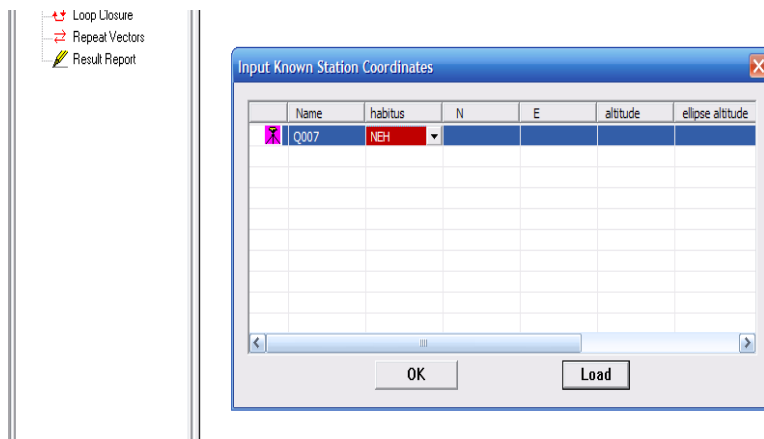 Loop Closure
Repeat Vectors
Result Report
Input Known Station Coordinates
Name habitus N E altitude ellipse altitude
Q007 NEH
OK Load